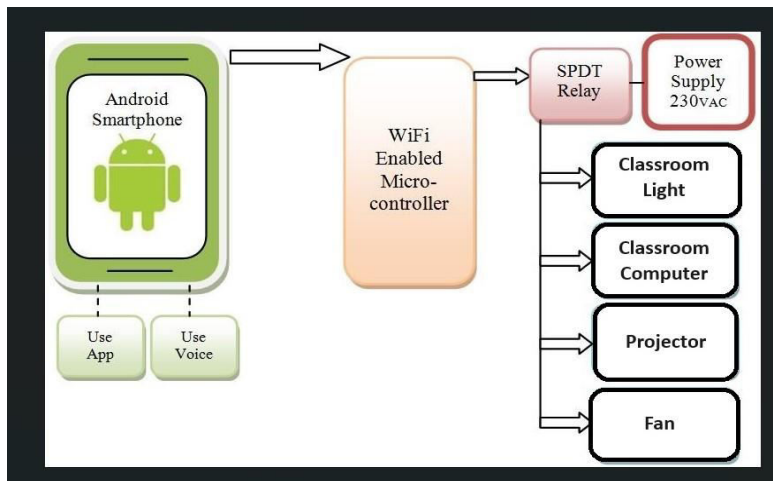 Android
Smartphone
Use
App
Use
Voice
WiFi
Enabled
Micro-
controller
SPDT
Relay
Power
Supply
230VAC
Classroom
Light
Classroom
Computer
Projector
Fan